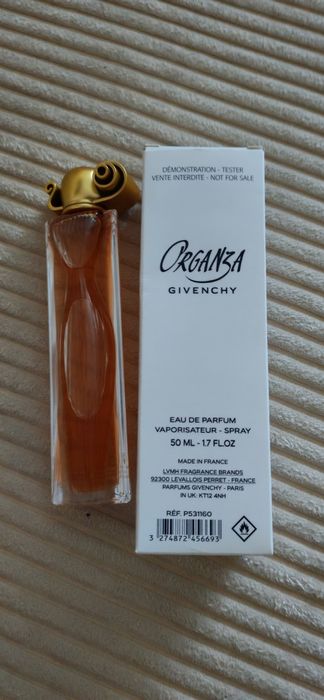 DÉMONSTRATION - TESTER
VENTE INTERDITE - NOT FOR SALE
ORGANZA
GIVENCHY
EAU DE PARFUM
VAPORISATEUR - SPRAY
50 ML - 1.7 FL.OZ
MADE IN FRANCE
LVMH FRAGRANCE BRANDS
92300 LEVALLOIS PERRET - FRANCE
PARFUMS GIVENCHY - PARIS
IN UK: KT12 4NH
RÉF. P531160
3 274872 456693